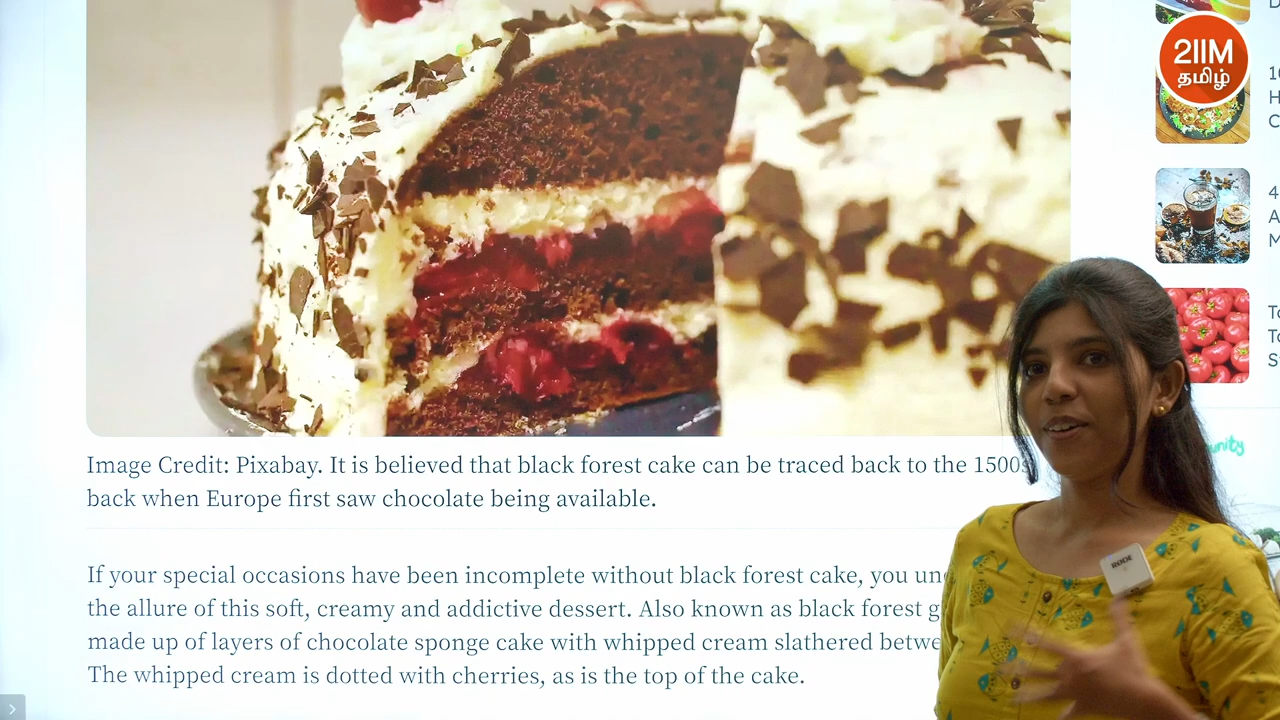 2IIM
தமிழ்
Image Credit: Pixabay. It is believed that black forest cake can be traced back to the 1500s
back when Europe first saw chocolate being available.
If your special occasions have been incomplete without black forest cake, you
the allure of this soft, creamy and addictive dessert. Also known as black forest
made up of layers of chocolate sponge cake with whipped cream slathered
The whipped cream is dotted with cherries, as is the top of the cake.
RODE